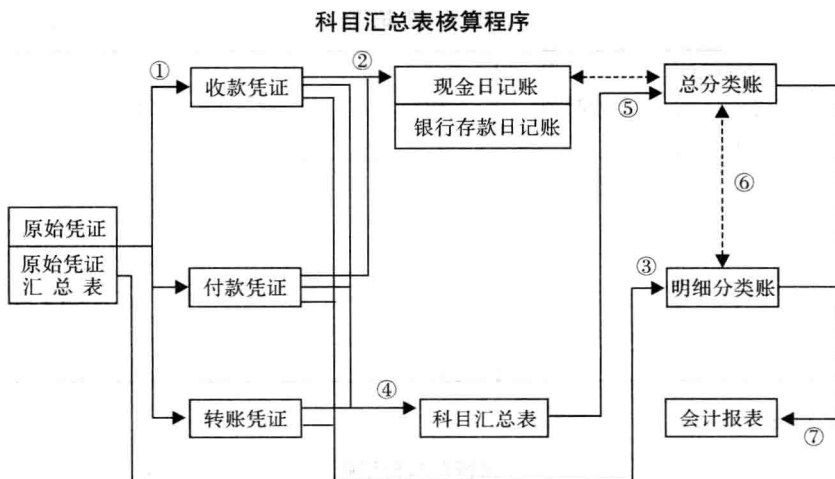 科目汇总表核算程序
①
收款凭证
②
现金日记账
银行存款日记账
总分类账
⑤
⑥
原始凭证
原始凭证
汇总表
付款凭证
③
明细分类账
转账凭证
④
科目汇总表
会计报表
⑦